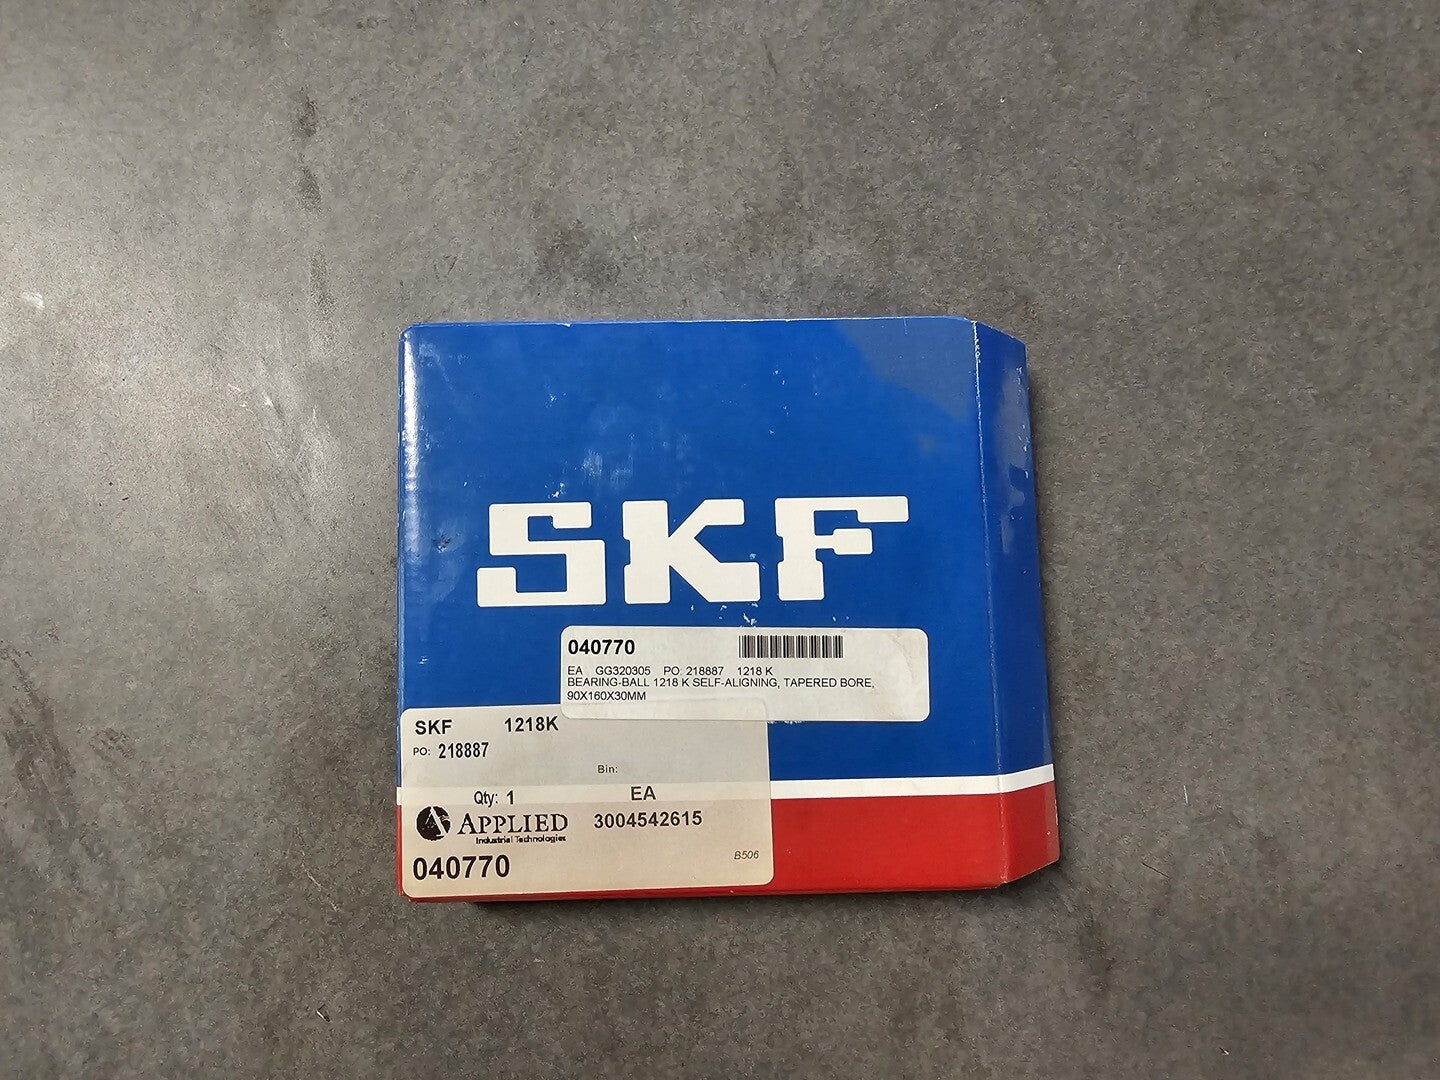 SKF
040770
EA GG320305 PO: 218887 1218 K
BEARING-BALL 1218 K SELF-ALIGNING, TAPERED BORE,
90X160X30MM
SKF 1218K
PO: 218887
Bin:
Qty: 1 EA
APPLIED 3004542615
Industrial Technologies
040770
B506